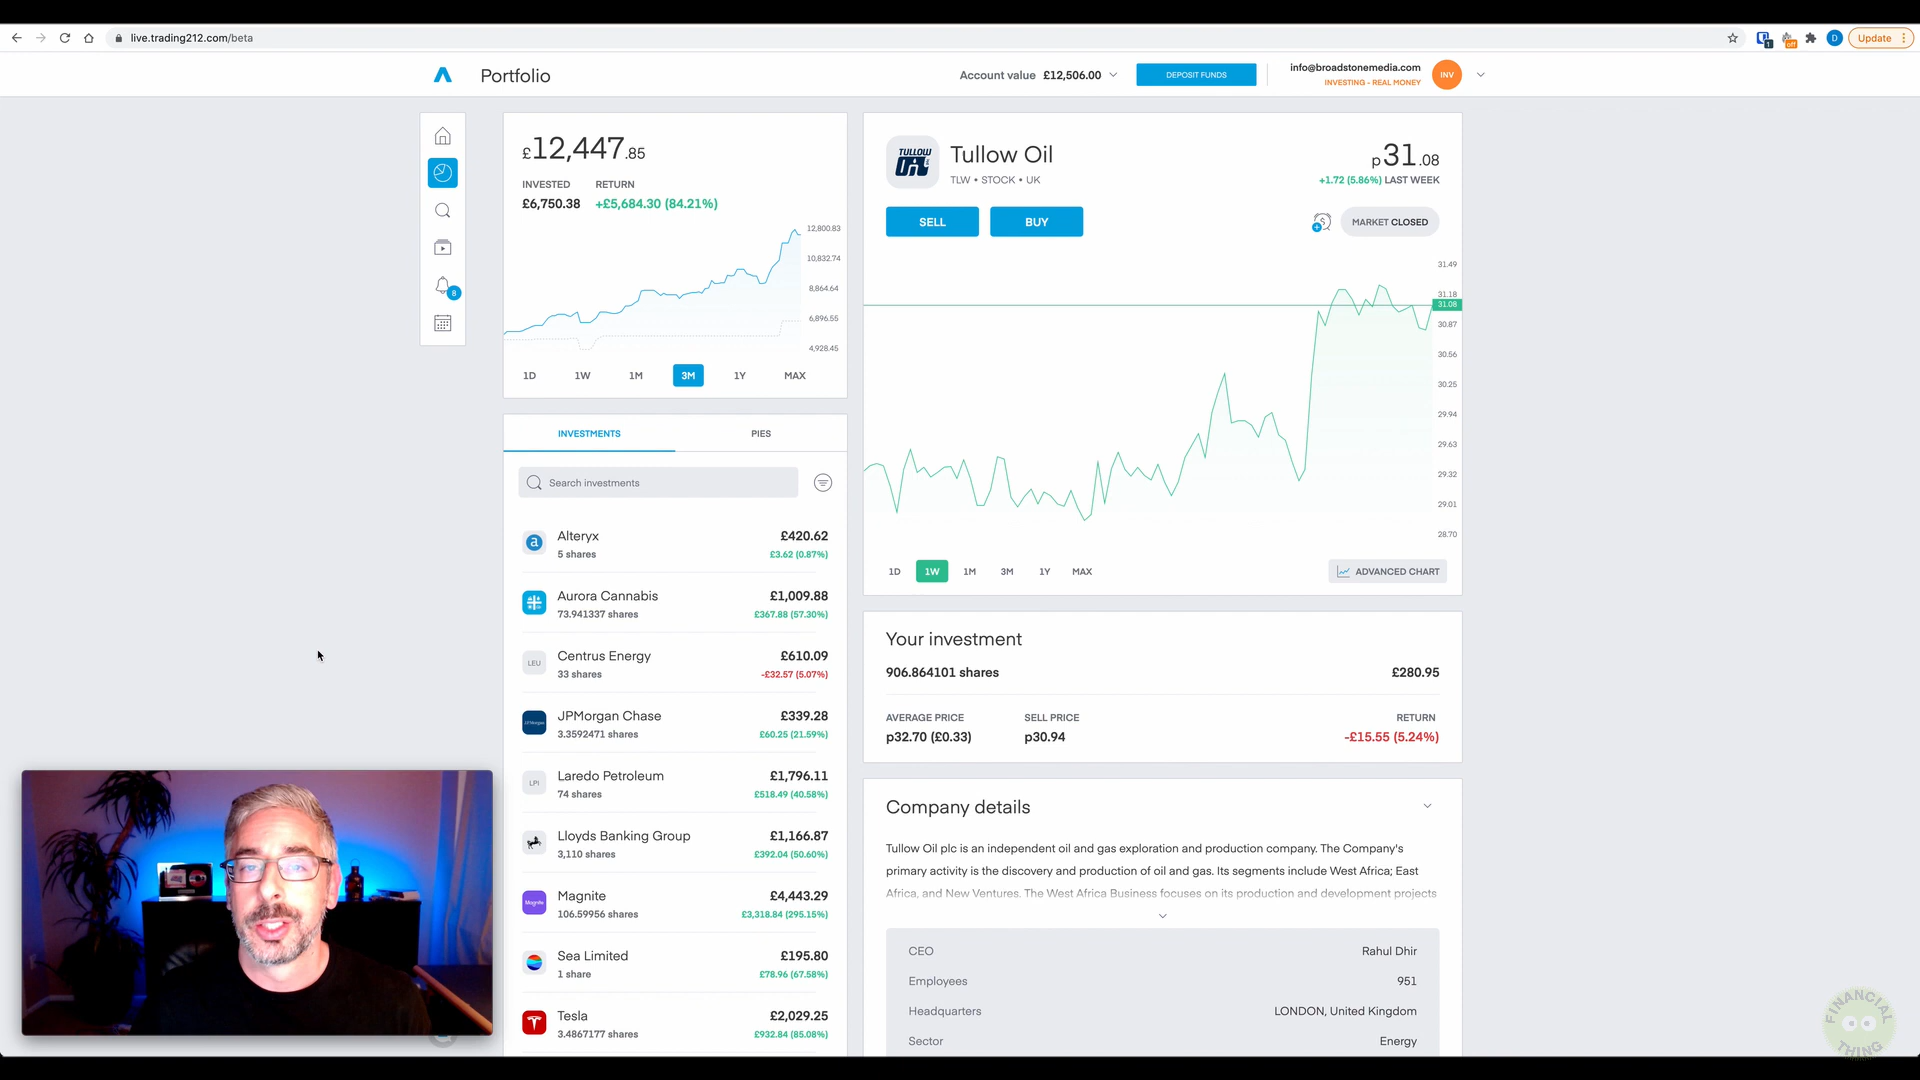 live.trading212.com/beta
1
off
D
Update
Portfolio
Account value £12,506.00
DEPOSIT FUNDS
info@broadstonemedia.com
INVESTING - REAL MONEY
INV
£12,447.85
INVESTED RETURN
£6,750.38 +£5,684.30 (84.21%)
12,800.83
10,832.74
8,864.64
6,896.55
4,928.45
1D 1W 1M 3M 1Y MAX
8
INVESTMENTS PIES
Search investments
Alteryx £420.62
5 shares £3.62 (0.87%)
Aurora Cannabis £1,009.88
73.941337 shares £367.88 (57.30%)
LEU
Centrus Energy £610.09
33 shares -£32.57 (5.07%)
J.P.Morgan
JPMorgan Chase £339.28
3.3592471 shares £60.25 (21.59%)
LPI
Laredo Petroleum £1,796.11
74 shares £518.49 (40.58%)
Lloyds Banking Group £1,166.87
3,110 shares £392.04 (50.60%)
Magnite
Magnite £4,443.29
106.59956 shares £3,318.84 (295.15%)
Sea Limited £195.80
1 share £78.96 (67.58%)
Tesla £2,029.25
3.4867177 shares £932.84 (85.08%)
TULLOW
OIL
Tullow Oil
TLW • STOCK • UK
p31.08
+1.72 (5.86%) LAST WEEK
SELL BUY
MARKET CLOSED
31.49
31.18
31.08
30.87
30.56
30.25
29.94
29.63
29.32
29.01
28.70
1D 1W 1M 3M 1Y MAX
ADVANCED CHART
Your investment
906.864101 shares £280.95
AVERAGE PRICE SELL PRICE RETURN
p32.70 (£0.33) p30.94 -£15.55 (5.24%)
Company details
Tullow Oil plc is an independent oil and gas exploration and production company. The Company's
primary activity is the discovery and production of oil and gas. Its segments include West Africa; East
Africa, and New Ventures. The West Africa Business focuses on its production and development projects
CEO Rahul Dhir
Employees 951
Headquarters LONDON, United Kingdom
Sector Energy
FINANCIAL
THING